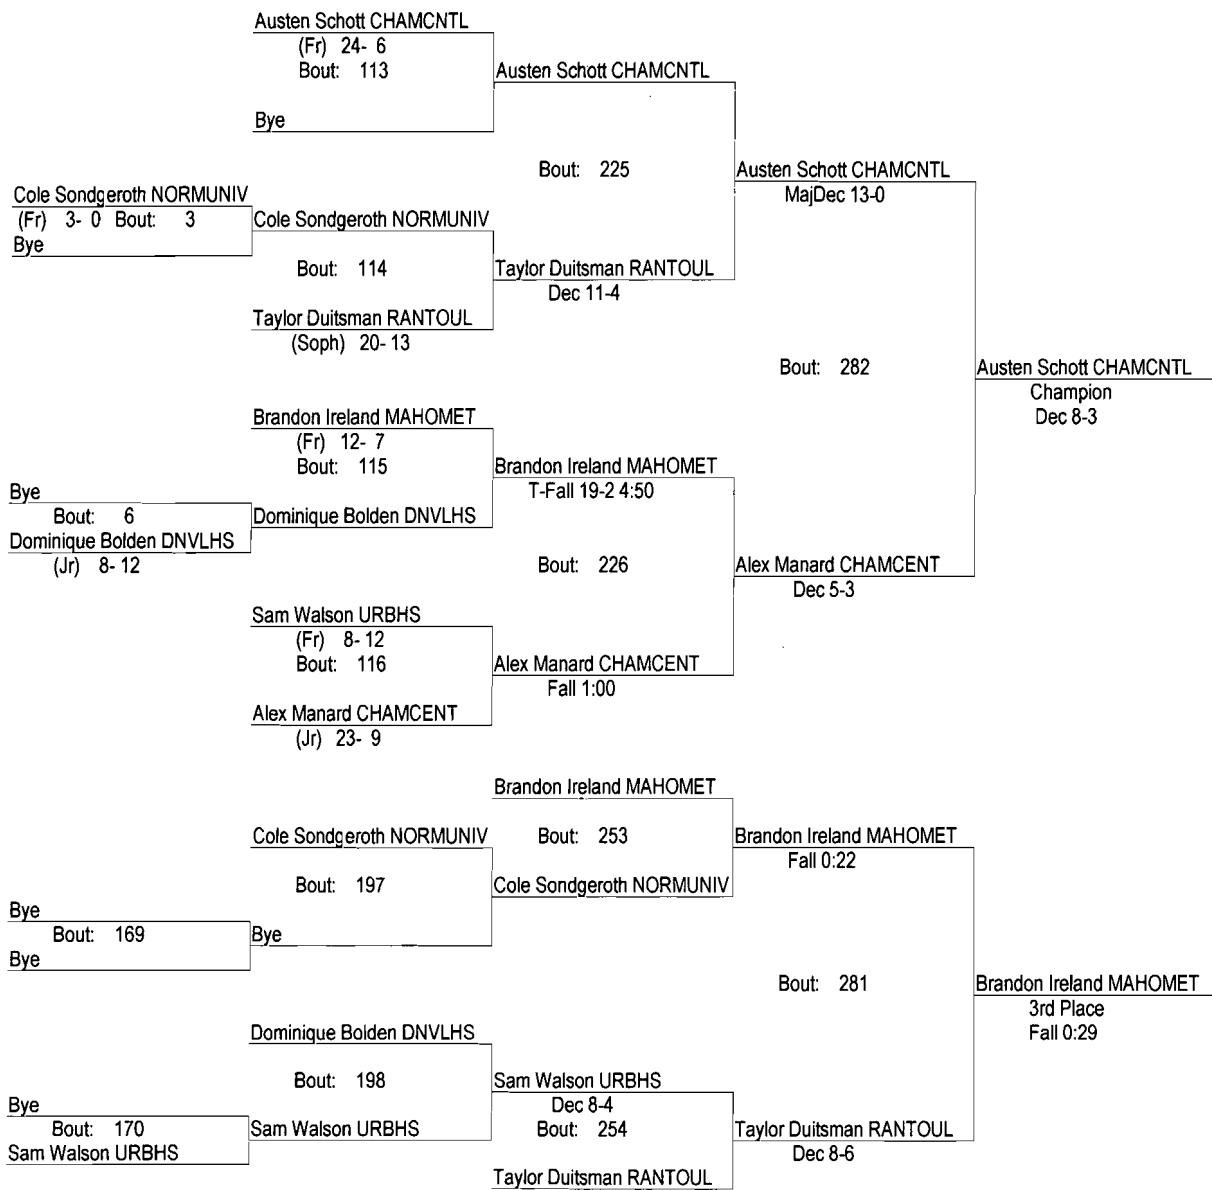 Austen Schott CHAMCNTL
(Fr) 24- 6
Bout: 113
Austen Schott CHAMCNTL
Bye
Bout: 225
Austen Schott CHAMCNTL
MajDec 13-0
Cole Sondgeroth NORMUNIV
(Fr) 3- 0 Bout: 3
Bye
Cole Sondgeroth NORMUNIV
Bout: 114
Taylor Duitsman RANTOUL
Dec 11-4
Taylor Duitsman RANTOUL
(Soph) 20- 13
Bout: 282
Austen Schott CHAMCNTL
Champion
Dec 8-3
Brandon Ireland MAHOMET
(Fr) 12- 7
Bout: 115
Brandon Ireland MAHOMET
T-Fall 19-2 4:50
Bye
Bout: 6
Dominique Bolden DNVLHS
(Jr) 8- 12
Dominique Bolden DNVLHS
Bout: 226
Alex Manard CHAMCENT
Dec 5-3
Sam Walson URBHS
(Fr) 8- 12
Bout: 116
Alex Manard CHAMCENT
Fall 1:00
Alex Manard CHAMCENT
(Jr) 23- 9
Brandon Ireland MAHOMET
Bout: 253
Brandon Ireland MAHOMET
Fall 0:22
Cole Sondgeroth NORMUNIV
Bout: 197
Cole Sondgeroth NORMUNIV
Bye
Bout: 169
Bye
Bye
Bout: 281
Brandon Ireland MAHOMET
3rd Place
Fall 0:29
Dominique Bolden DNVLHS
Bout: 198
Sam Walson URBHS
Dec 8-4
Bout: 254
Bye
Bout: 170
Sam Walson URBHS
Sam Walson URBHS
Taylor Duitsman RANTOUL
Dec 8-6
Taylor Duitsman RANTOUL